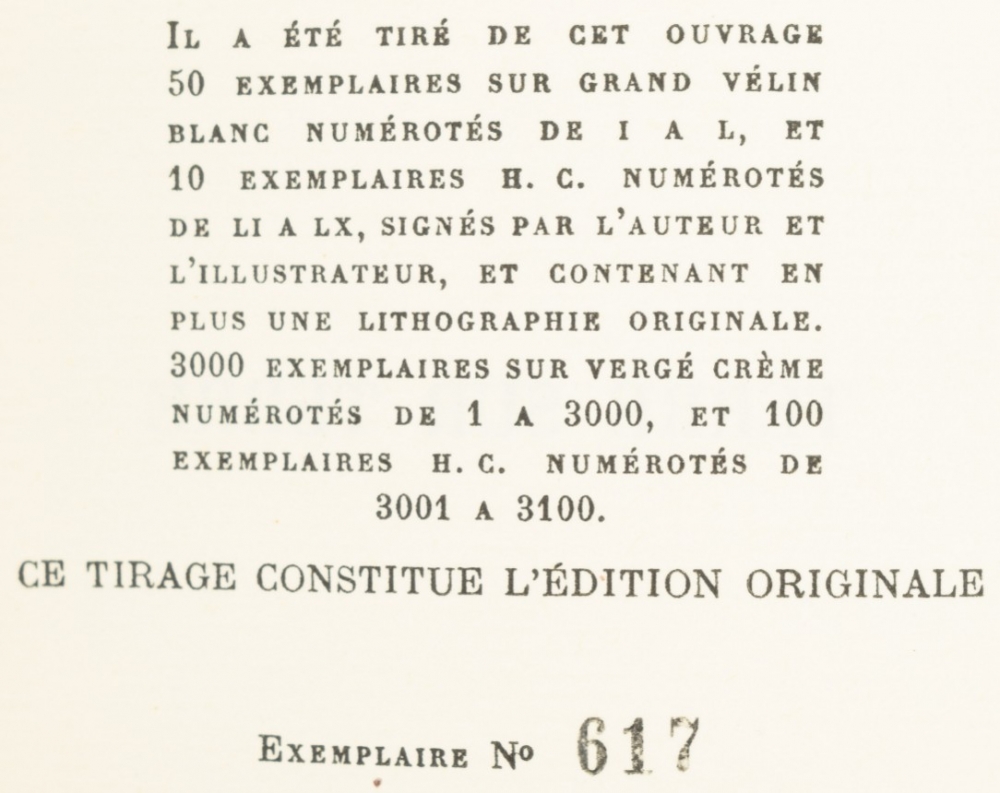 IL A ÉTÉ TIRÉ DE CET OUVRAGE
50 EXEMPLAIRES SUR GRAND VÉLIN
BLANC NUMÉROTÉS DE I A L, ET
10 EXEMPLAIRES H. C. NUMÉROTÉS
DE LI A LX, SIGNÉS PAR L'AUTEUR ET
L'ILLUSTRATEUR, ET CONTENANT EN
PLUS UNE LITHOGRAPHIE ORIGINALE.
3000 EXEMPLAIRES SUR VERGÉ CRÈME
NUMÉROTÉS DE 1 A 3000, ET 100
EXEMPLAIRES H. C. NUMÉROTÉS DE
3001 A 3100.
CE TIRAGE CONSTITUE L'ÉDITION ORIGINALE
EXEMPLAIRE Nº 617